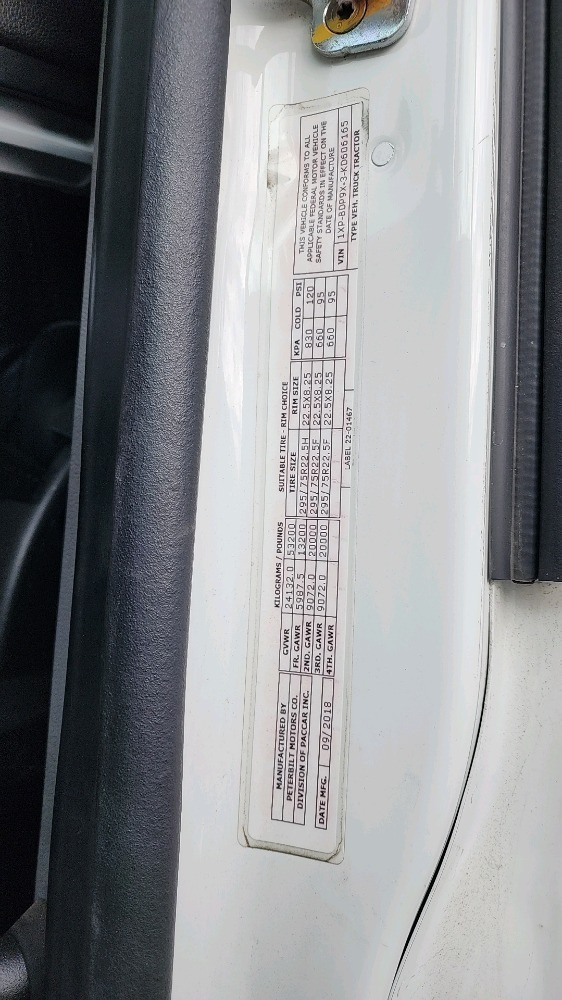 MANUFACTURED BY
PETERBILT MOTORS CO.
DIVISION OF PACCAR INC.
DATE MFG. 09/2018
KILOGRAMS / POUNDS
GVWR 24132.0 53200
FR. GAWR 5987.5 13200
2ND. GAWR 9072.0 20000
3RD. GAWR 9072.0 20000
4TH. GAWR
SUITABLE TIRE - RIM CHOICE
TIRE SIZE RIM SIZE KPA COLD PSI
295/75R22.5H 22.5X8.25 830 120
295/75R22.5F 22.5X8.25 660 95
295/75R22.5F 22.5X8.25 660 95
LABEL 22-01467
THIS VEHICLE CONFORMS TO ALL
APPLICABLE FEDERAL MOTOR VEHICLE
SAFETY STANDARDS IN EFFECT ON THE
DATE OF MANUFACTURE
VIN 1XP-BDP9X-3-KD606165
TYPE VEH. TRUCK TRACTOR